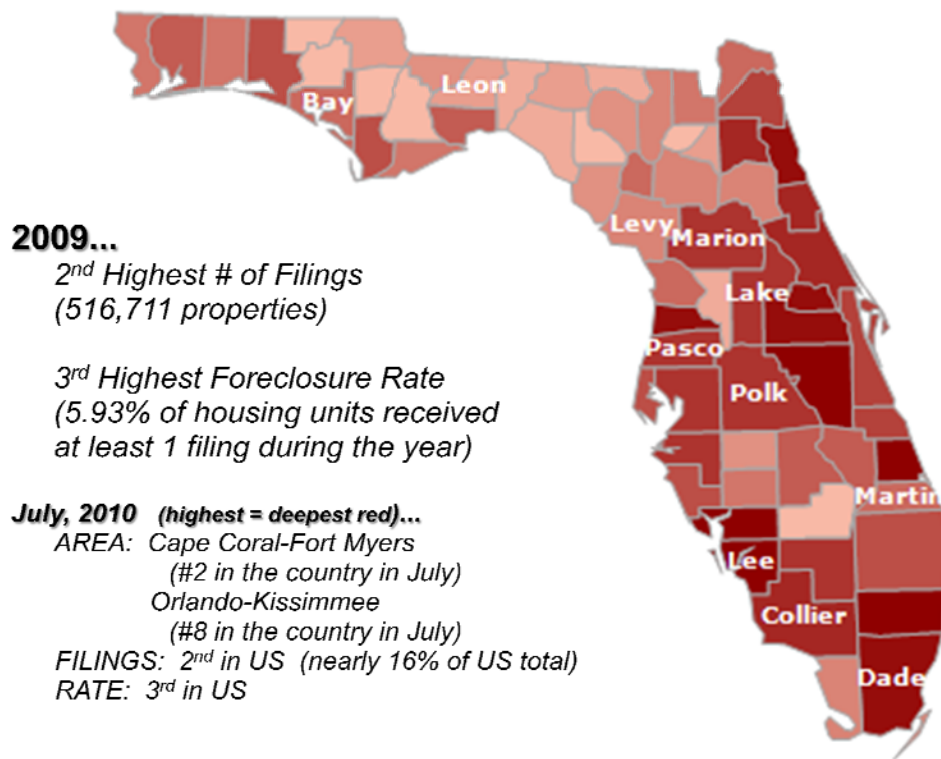 Bay
Leon
Levy
Marion
Lake
Pasco
Polk
Martin
Lee
Collier
Dade
2009...
2nd Highest # of Filings
(516,711 properties)
3rd Highest Foreclosure Rate
(5.93% of housing units received
at least 1 filing during the year)
July, 2010 (highest = deepest red)...
AREA: Cape Coral-Fort Myers
(#2 in the country in July)
Orlando-Kissimmee
(#8 in the country in July)
FILINGS: 2nd in US (nearly 16% of US total)
RATE: 3rd in US